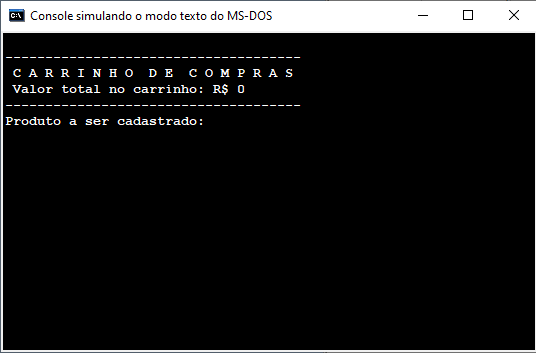 Console simulando o modo texto do MS-DOS
-------------------------------------
C A R R I N H O  D E  C O M P R A S
Valor total no carrinho: R$ 0
-------------------------------------
Produto a ser cadastrado: